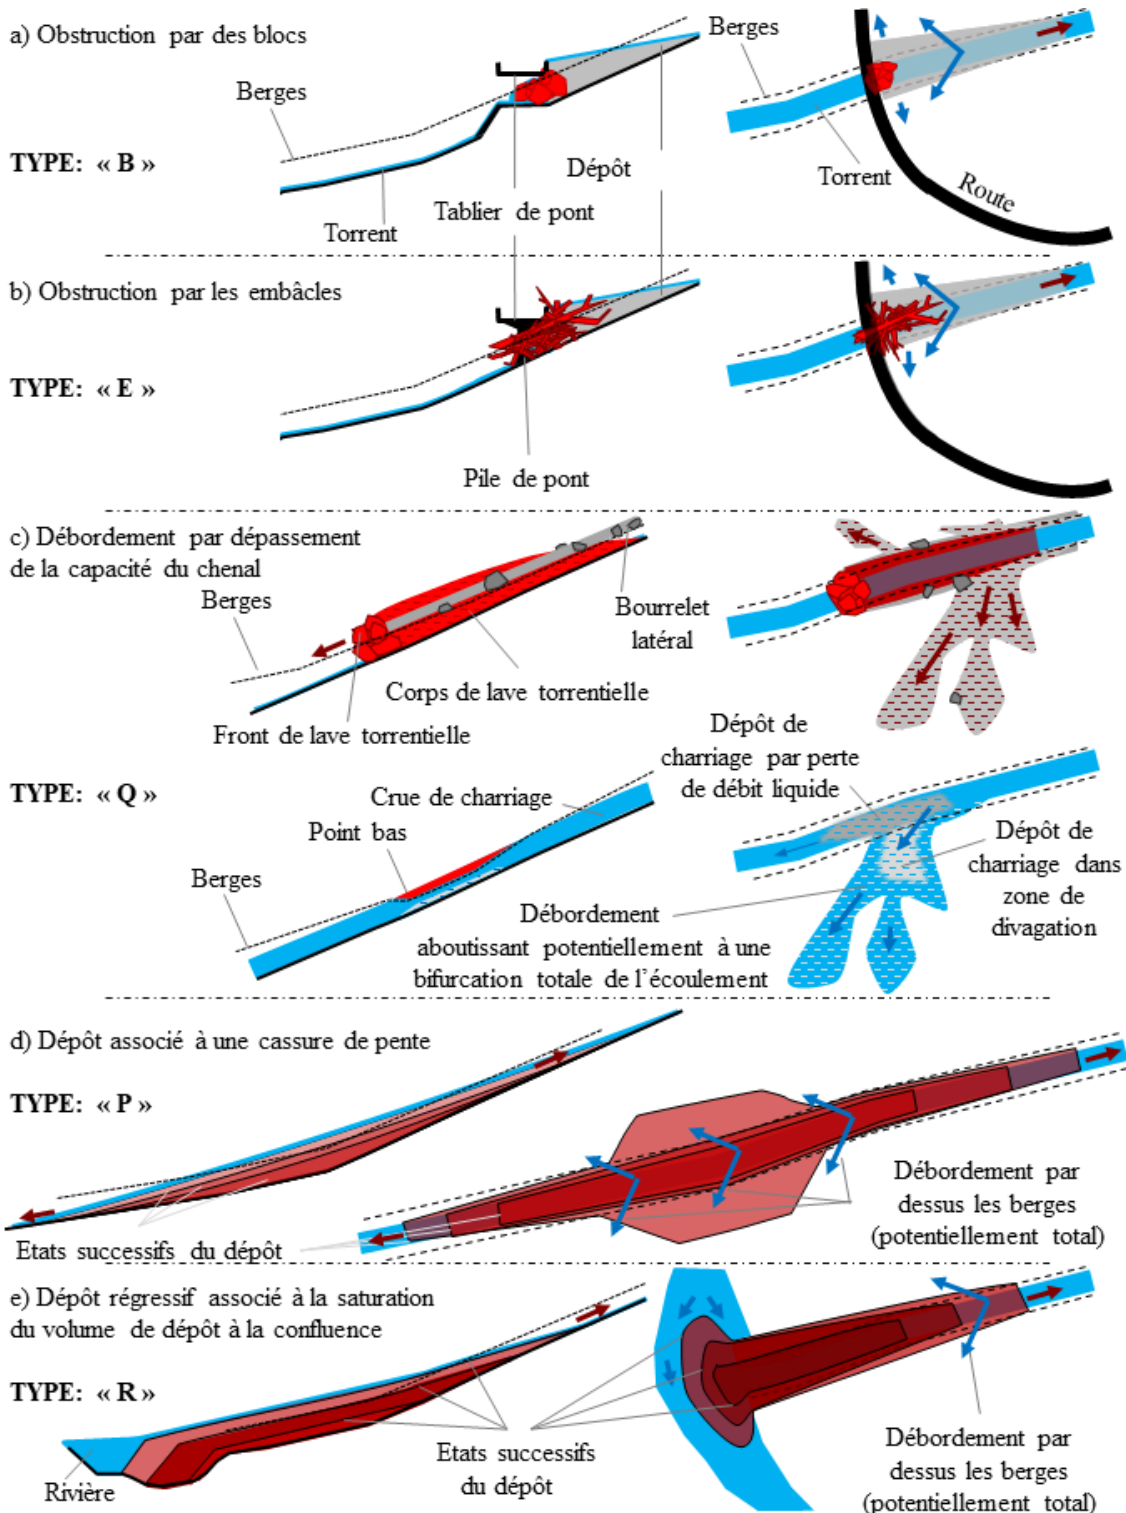 a) Obstruction par des blocs
Berges
Berges
TYPE: « B »
Dépôt
Torrent
Route
Tablier de pont
Torrent
b) Obstruction par les embâcles
TYPE: « E »
Pile de pont
c) Débordement par dépassement
de la capacité du chenal
Berges
Bourrelet
latéral
Corps de lave torrentielle
Front de lave torrentielle
Dépôt de
charriage par perte
de débit liquide
TYPE: « Q »
Crue de charriage
Point bas
Berges
Dépôt de
charriage dans
zone de
divagation
Débordement
aboutissant potentiellement à une
bifurcation totale de l'écoulement
d) Dépôt associé à une cassure de pente
TYPE: « P »
Débordement par
dessus les berges
(potentiellement total)
Etats successifs du dépôt
e) Dépôt régressif associé à la saturation
du volume de dépôt à la confluence
TYPE: « R »
Etats successifs
du dépôt
Rivière
Débordement par
dessus les berges
(potentiellement total)